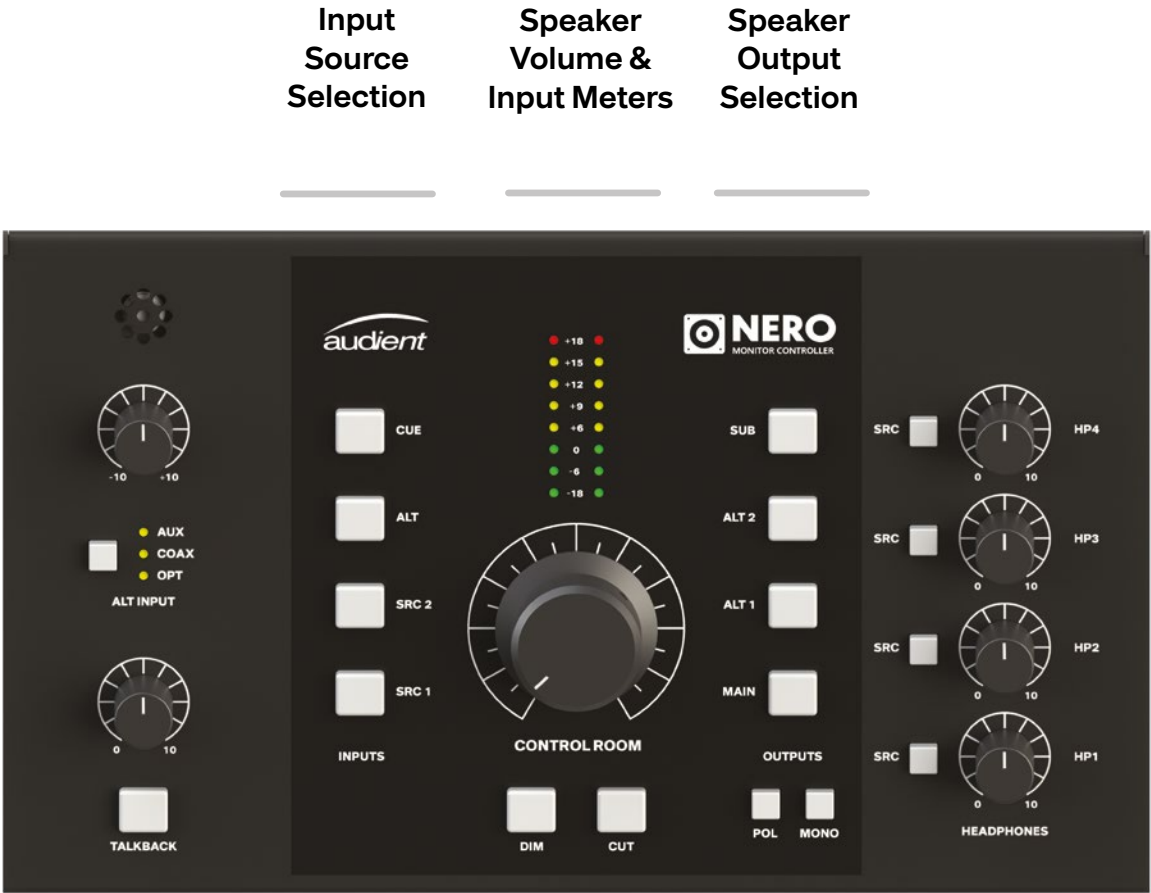 Input
Source
Selection
Speaker
Volume &
Input Meters
Speaker
Output
Selection
audient
NERO
MONITOR CONTROLLER
+18
+15
+12
+9
+6
0
-6
-18
-10 +10
AUX
COAX
OPT
ALT INPUT
0 10
TALKBACK
CUE
ALT
SRC 2
SRC 1
INPUTS
CONTROL ROOM
DIM CUT
SUB
ALT 2
ALT 1
MAIN
OUTPUTS
POL MONO
SRC HP4
0 10
SRC HP3
0 10
SRC HP2
0 10
SRC HP1
0 10
HEADPHONES